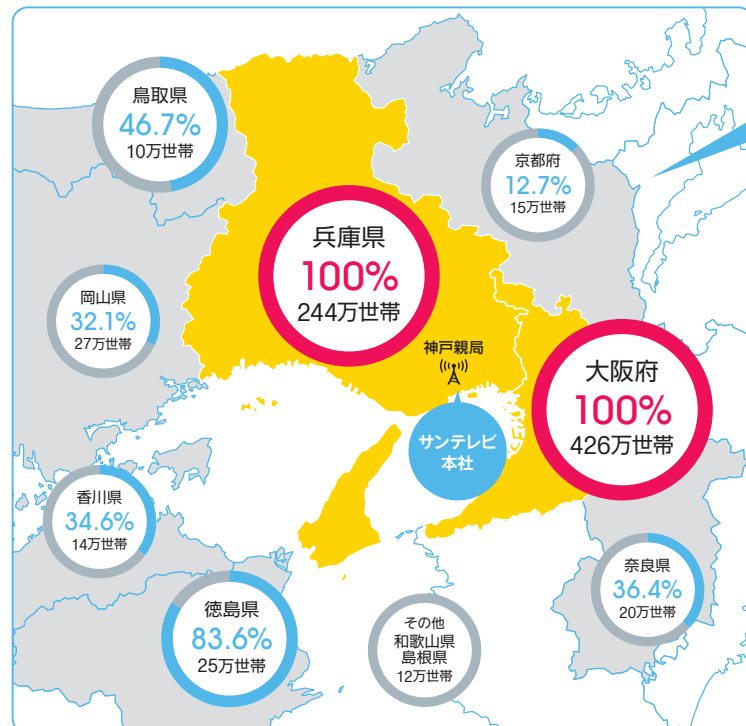 鳥取県
46.7%
10万世帯
京都府
12.7%
15万世帯
兵庫県
100%
244万世帯
岡山県
32.1%
27万世帯
神戸親局
大阪府
100%
426万世帯
サンテレビ
本社
香川県
34.6%
14万世帯
奈良県
36.4%
20万世帯
徳島県
83.6%
25万世帯
その他
和歌山県
島根県
12万世帯